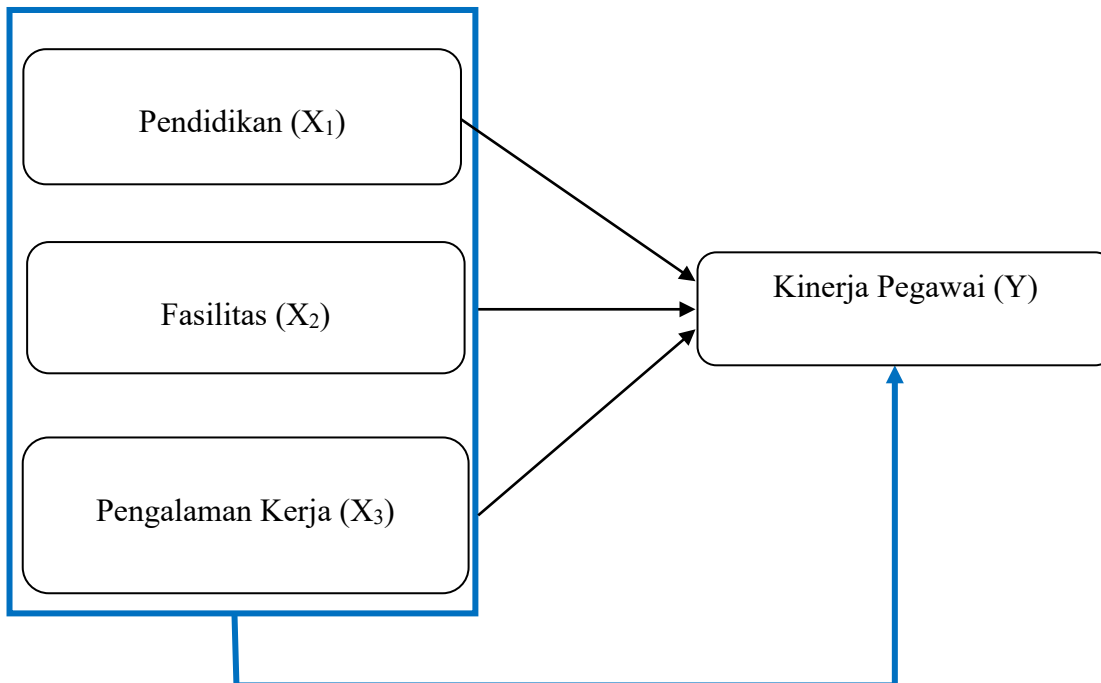 Pendidikan (X₁)
Fasilitas (X₂)
Kinerja Pegawai (Y)
Pengalaman Kerja (X₃)